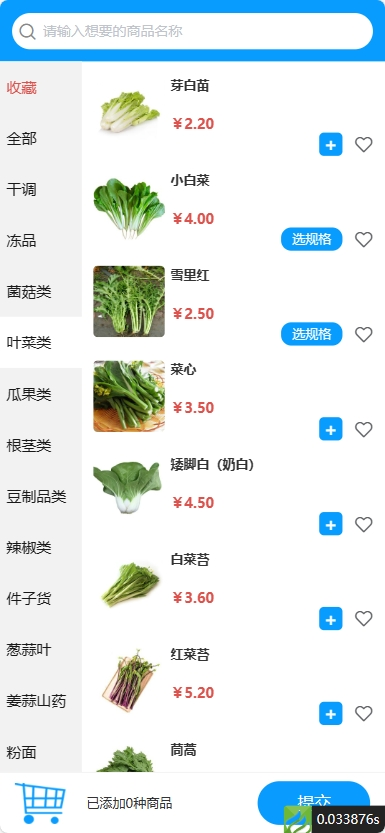 请输入想要的商品名称
收藏
全部
干调
冻品
菌菇类
叶菜类
瓜果类
根茎类
豆制品类
辣椒类
件子货
葱蒜叶
姜蒜山药
粉面
芽白苗
￥2.20
小白菜
￥4.00
选规格
雪里红
￥2.50
选规格
菜心
￥3.50
矮脚白（奶白）
￥4.50
白菜苔
￥3.60
红菜苔
￥5.20
茼蒿
已添加0种商品
提交
0.033876s